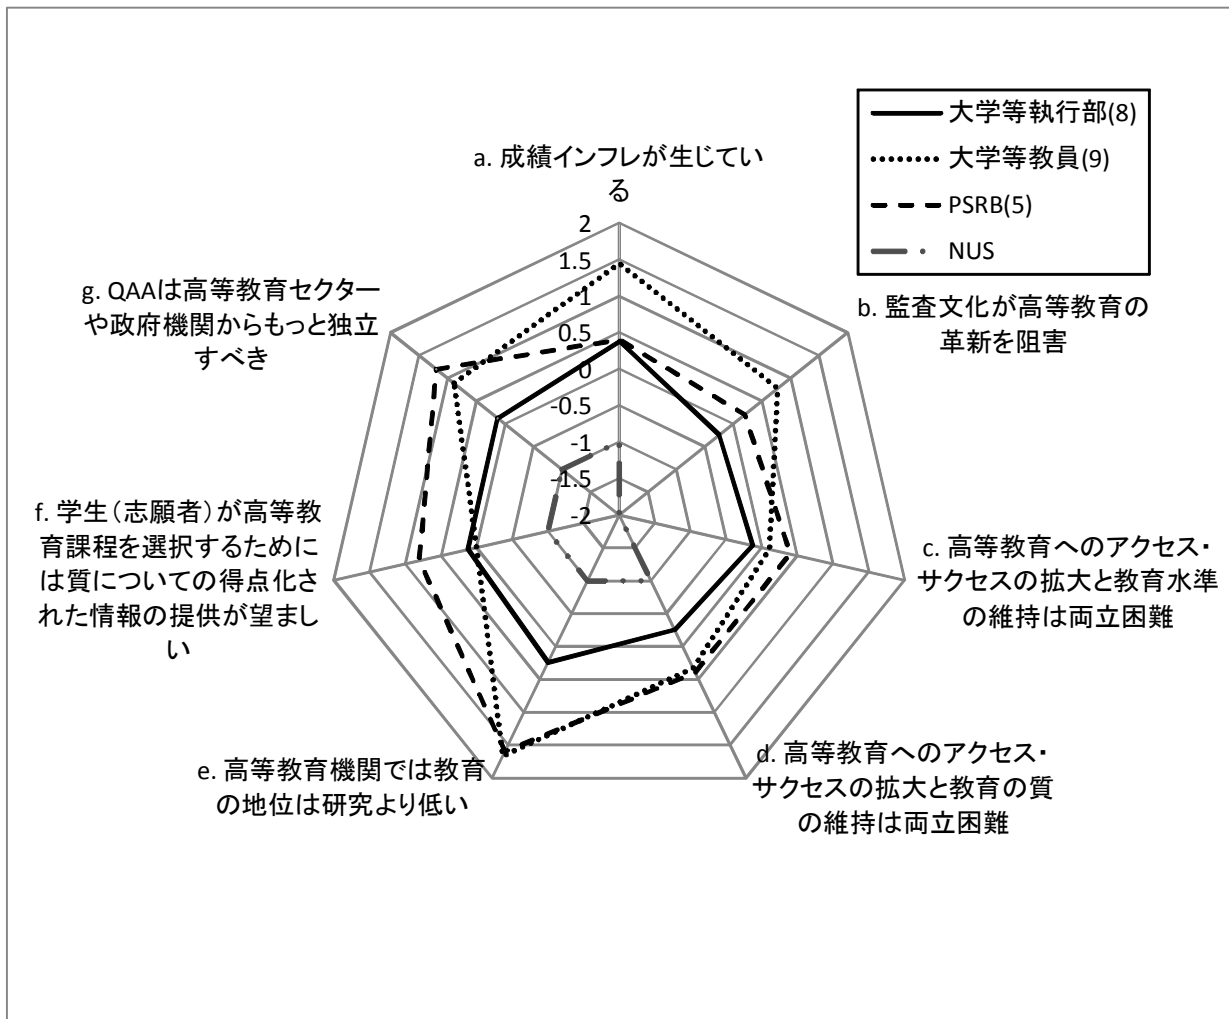 大学等執行部(8)
大学等教員(9)
PSRB(5)
NUS
a. 成績インフレが生じてい
る
2
1.5
1
0.5
0
-0.5
-1
-1.5
-2
b. 監査文化が高等教育の
革新を阻害
g. QAAは高等教育セクター
や政府機関からもっと独立
すべき
c. 高等教育へのアクセス・
サクセスの拡大と教育水準
の維持は両立困難
f. 学生（志願者）が高等教
育課程を選択するために
は質についての得点化さ
れた情報の提供が望まし
い
d. 高等教育へのアクセス・
サクセスの拡大と教育の質
の維持は両立困難
e. 高等教育機関では教育
の地位は研究より低い